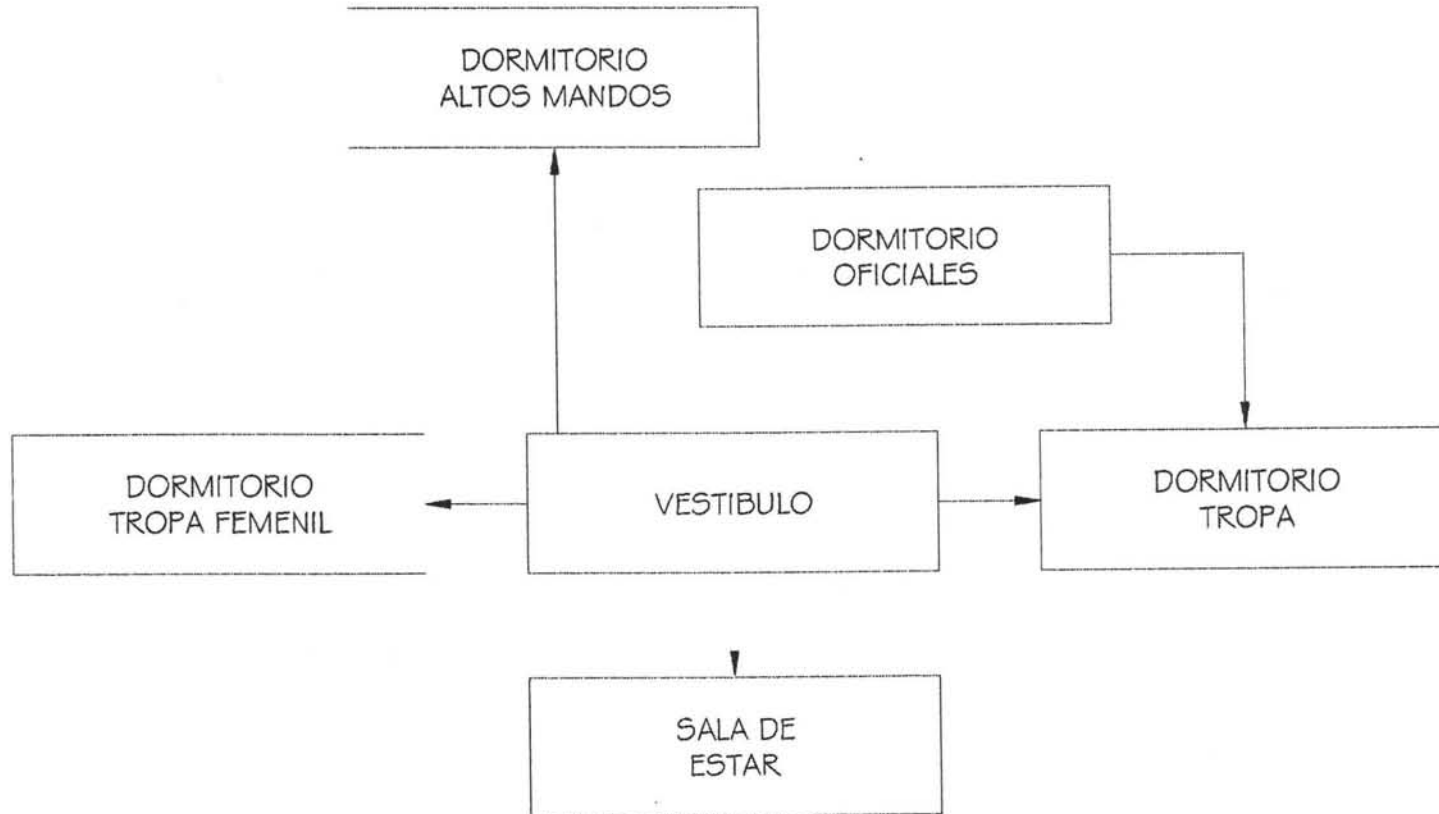 DORMITORIO
ALTOS MANDOS
DORMITORIO
OFICIALES
DORMITORIO
TROPA FEMENIL
VESTIBULO
DORMITORIO
TROPA
SALA DE
ESTAR